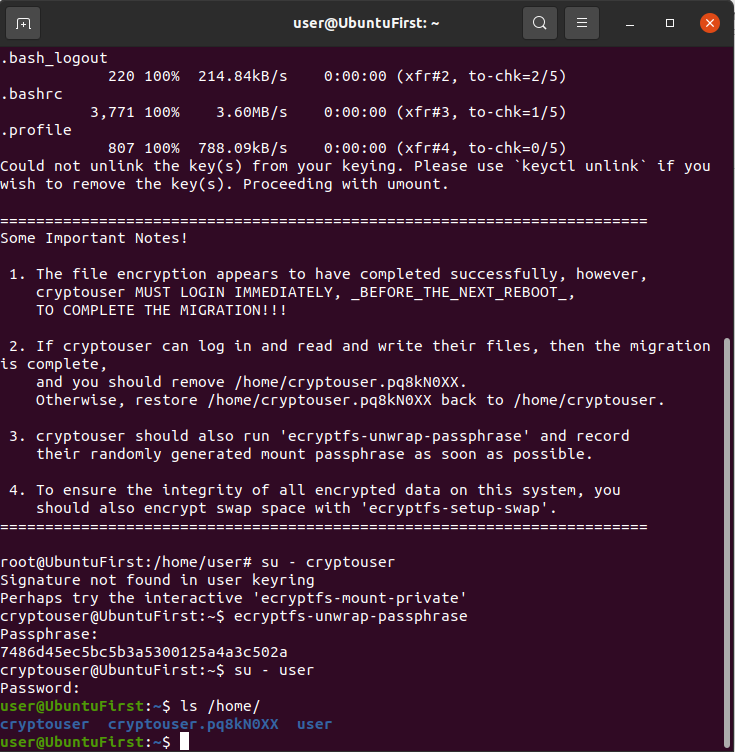 user@UbuntuFirst: ~
.bash_logout
220 100% 214.84kB/s 0:00:00 (xfr#2, to-chk=2/5)
.bashrc
3,771 100% 3.60MB/s 0:00:00 (xfr#3, to-chk=1/5)
.profile
807 100% 788.09kB/s 0:00:00 (xfr#4, to-chk=0/5)
Could not unlink the key(s) from your keying. Please use `keyctl unlink` if you
wish to remove the key(s). Proceeding with umount.
========================================================================
Some Important Notes!
1. The file encryption appears to have completed successfully, however,
cryptouser MUST LOGIN IMMEDIATELY, _BEFORE_THE_NEXT_REBOOT_,
TO COMPLETE THE MIGRATION!!!
2. If cryptouser can log in and read and write their files, then the migration
is complete,
and you should remove /home/cryptouser.pq8kN0XX.
Otherwise, restore /home/cryptouser.pq8kN0XX back to /home/cryptouser.
3. cryptouser should also run 'ecryptfs-unwrap-passphrase' and record
their randomly generated mount passphrase as soon as possible.
4. To ensure the integrity of all encrypted data on this system, you
should also encrypt swap space with 'ecryptfs-setup-swap'.
========================================================================
root@UbuntuFirst:/home/user# su - cryptouser
Signature not found in user keyring
Perhaps try the interactive 'ecryptfs-mount-private'
cryptouser@UbuntuFirst:~$ ecryptfs-unwrap-passphrase
Passphrase:
7486d45ec5bc5b3a5300125a4a3c502a
cryptouser@UbuntuFirst:~$ su - user
Password:
user@UbuntuFirst:~$ ls /home/
cryptouser cryptouser.pq8kN0XX user
user@UbuntuFirst:~$